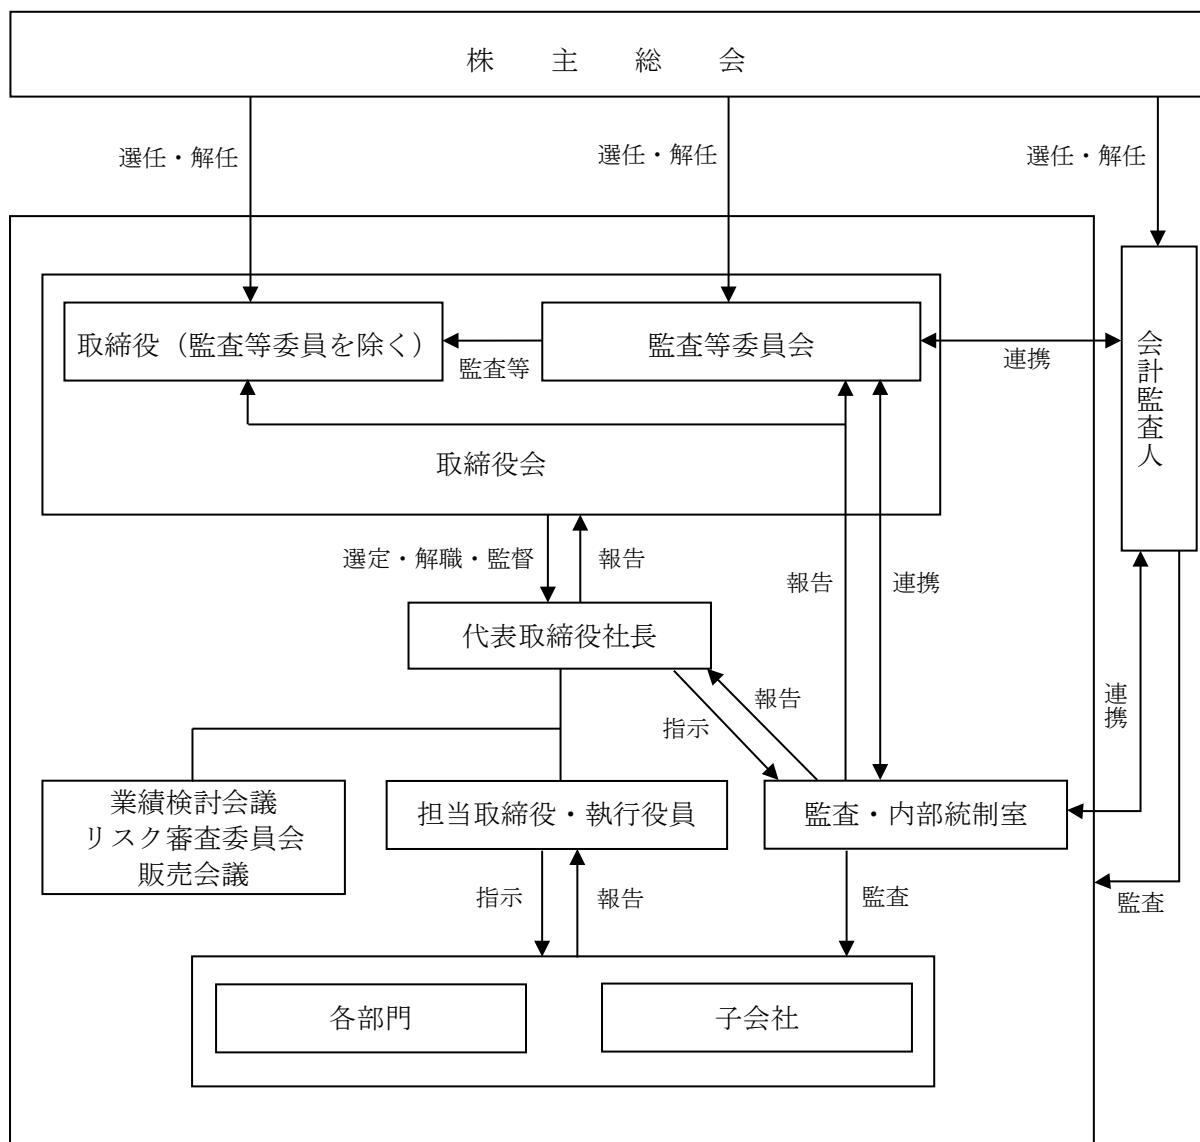 株主総会
選任・解任
選任・解任
選任・解任
取締役（監査等委員を除く）
監査等
監査等委員会
連携
会計監査人
取締役会
選定・解職・監督
報告
報告
連携
代表取締役社長
報告
指示
連携
業績検討会議
リスク審査委員会
販売会議
担当取締役・執行役員
監査・内部統制室
指示
報告
監査
監査
各部門
子会社